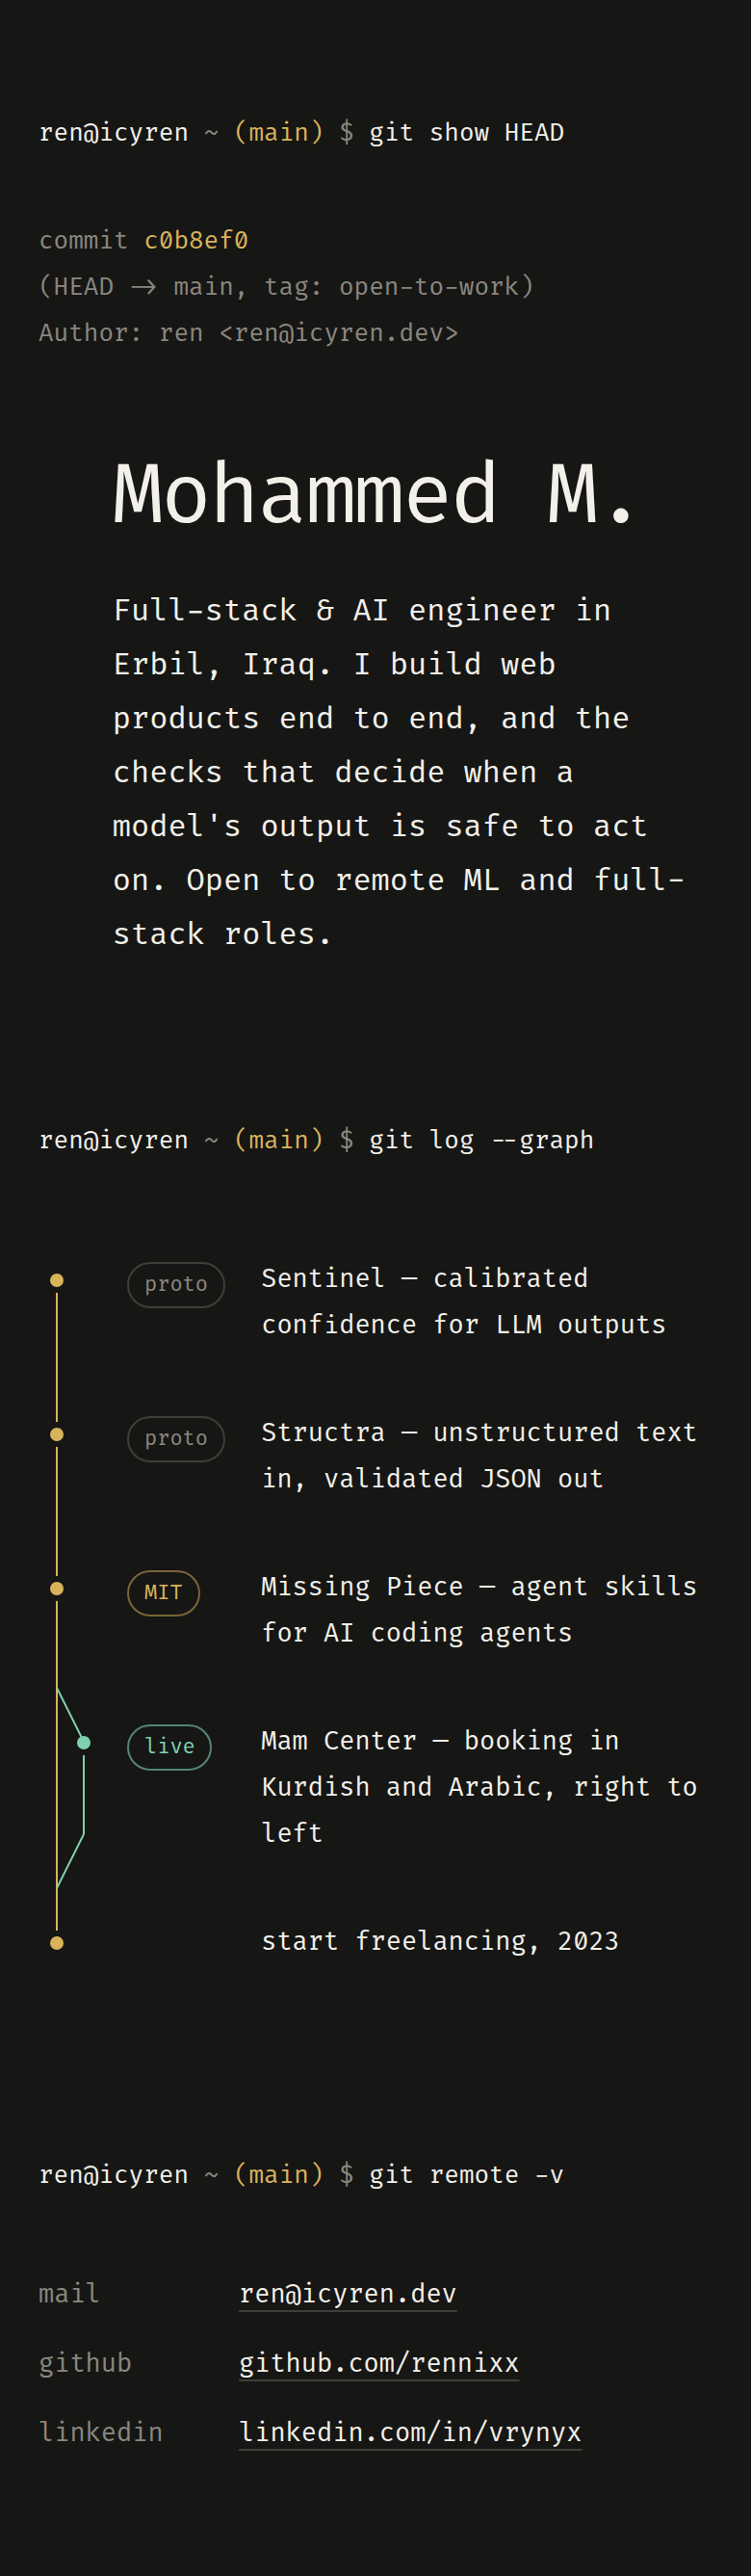 ren@icyren ~ (main) $ git show HEAD
commit c0b8ef0
(HEAD -> main, tag: open-to-work)
Author: ren <ren@icyren.dev>
Mohammed M.
Full-stack & AI engineer in
Erbil, Iraq. I build web
products end to end, and the
checks that decide when a
model's output is safe to act
on. Open to remote ML and full-
stack roles.
ren@icyren ~ (main) $ git log --graph
proto Sentinel — calibrated
confidence for LLM outputs
proto Structra — unstructured text
in, validated JSON out
MIT Missing Piece — agent skills
for AI coding agents
live Mam Center — booking in
Kurdish and Arabic, right to
left
start freelancing, 2023
ren@icyren ~ (main) $ git remote -v
mail ren@icyren.dev
github github.com/rennixx
linkedin linkedin.com/in/vrynyx